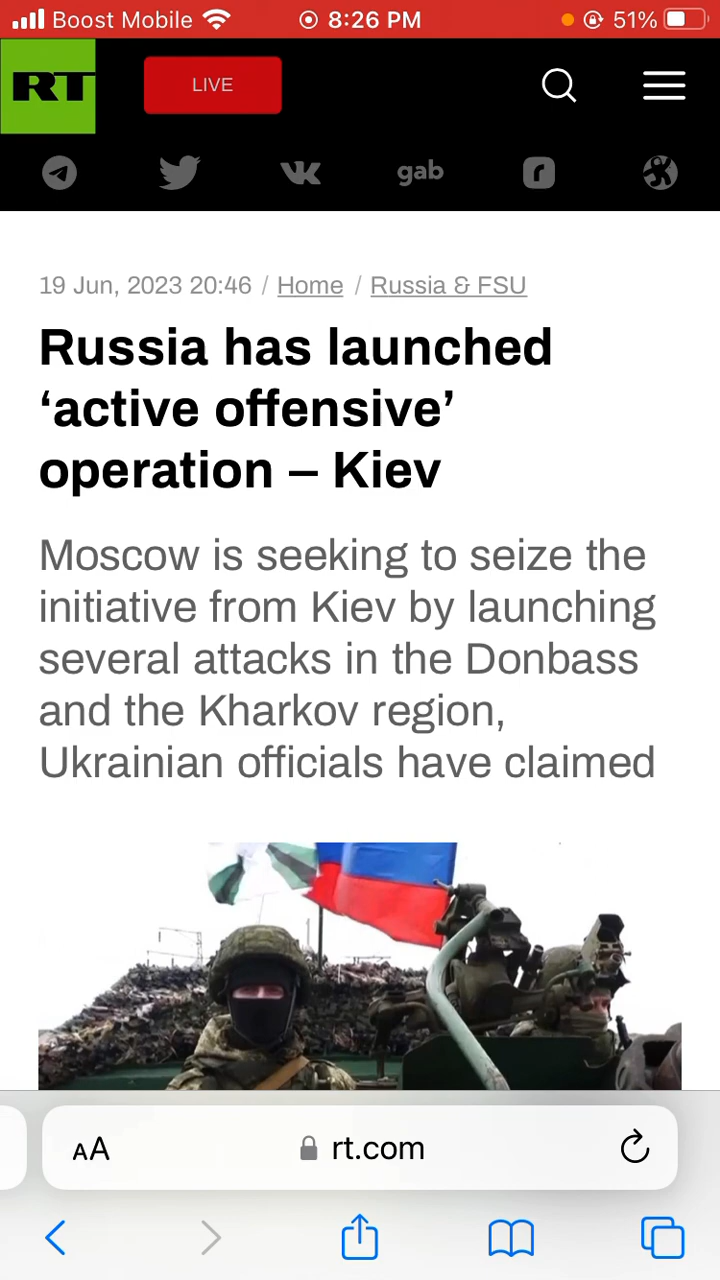 Boost Mobile 8:26 PM 51%
RT LIVE
gab
19 Jun, 2023 20:46 / Home / Russia & FSU
Russia has launched
‘active offensive’
operation – Kiev
Moscow is seeking to seize the
initiative from Kiev by launching
several attacks in the Donbass
and the Kharkov region,
Ukrainian officials have claimed
AA rt.com